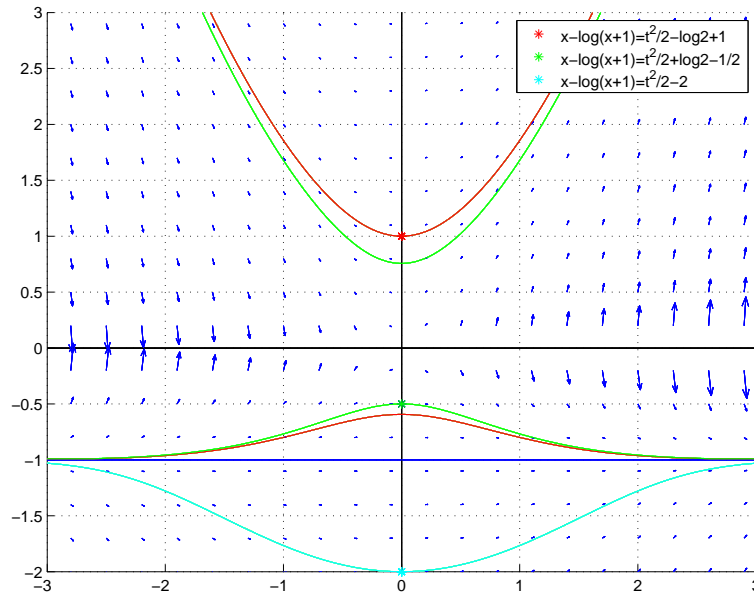 x-log(x+1)=t²/2-log2+1
x-log(x+1)=t²/2+log2-1/2
x-log(x+1)=t²/2-2
3
2.5
2
1.5
1
0.5
0
−0.5
−1
−1.5
−2
−3 −2 −1 0 1 2 3